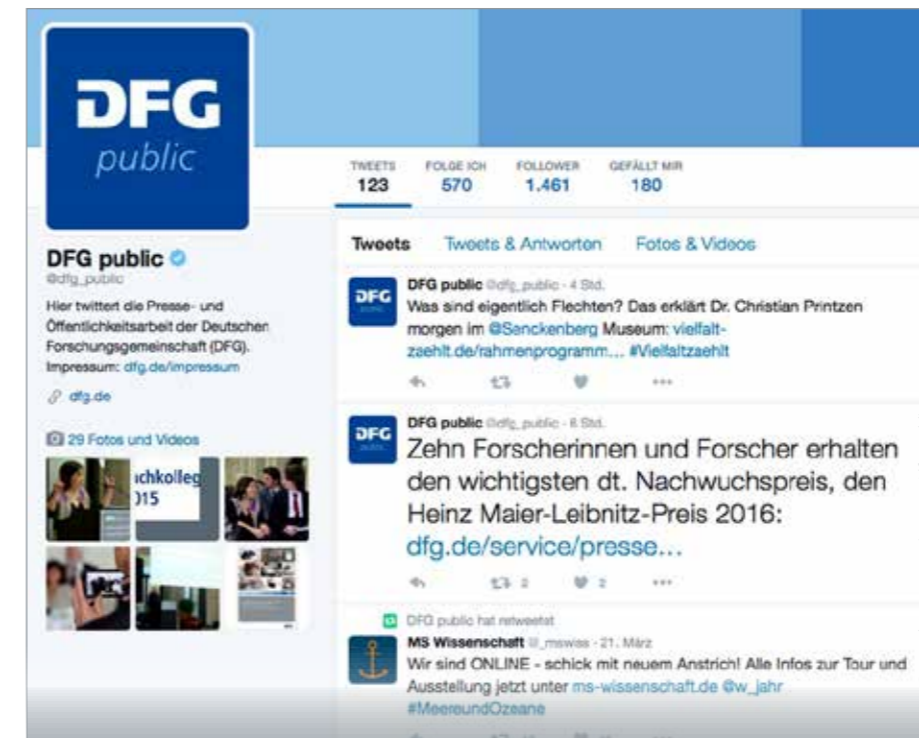 DFG
public
TWEETS
123
FOLGE ICH
570
FOLLOWER
1.461
GEFÄLLT MIR
180
DFG public
@dfg_public
Hier twittert die Presse- und
Öffentlichkeitsarbeit der Deutschen
Forschungsgemeinschaft (DFG).
Impressum: dfg.de/impressum
dfg.de
29 Fotos und Videos
chkolleg
015
Tweets Tweets & Antworten Fotos & Videos
DFG
DFG public @dfg_public · 4 Std.
Was sind eigentlich Flechten? Das erklärt Dr. Christian Printzen
morgen im @Senckenberg Museum: vielfalt-
zaehlt.de/rahmenprogramm… #Vielfaltzaehlt
DFG
DFG public @dfg_public · 6 Std.
Zehn Forscherinnen und Forscher erhalten
den wichtigsten dt. Nachwuchspreis, den
Heinz Maier-Leibnitz-Preis 2016:
dfg.de/service/presse…
2 2
DFG public hat retweetet
MS Wissenschaft @_mswiss · 21. März
Wir sind ONLINE - schick mit neuem Anstrich! Alle Infos zur Tour und
Ausstellung jetzt unter ms-wissenschaft.de @w_jahr
#MeereundOzeane